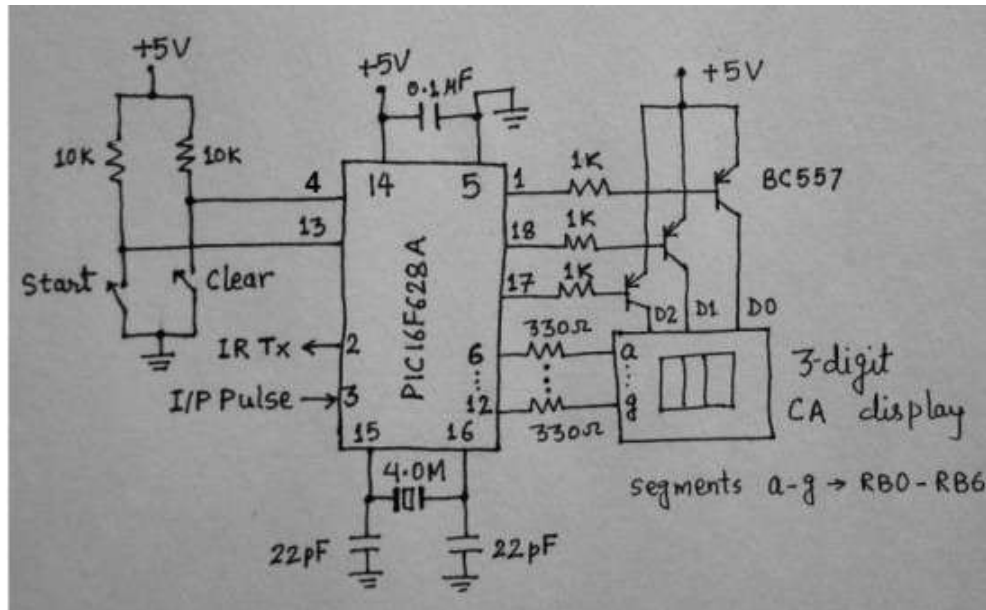 +5V
+5V
0.1µF
+5V
10K
10K
1K
BC557
4
14
5
1
13
1K
18
Start
Clear
PIC16F628A
1K
17
D2
D1
D0
IR Tx
2
6
330Ω
a
3-digit
I/P Pulse
3
12
330Ω
g
CA display
15
16
4.0M
segments a-g → RB0-RB6
22pF
22pF